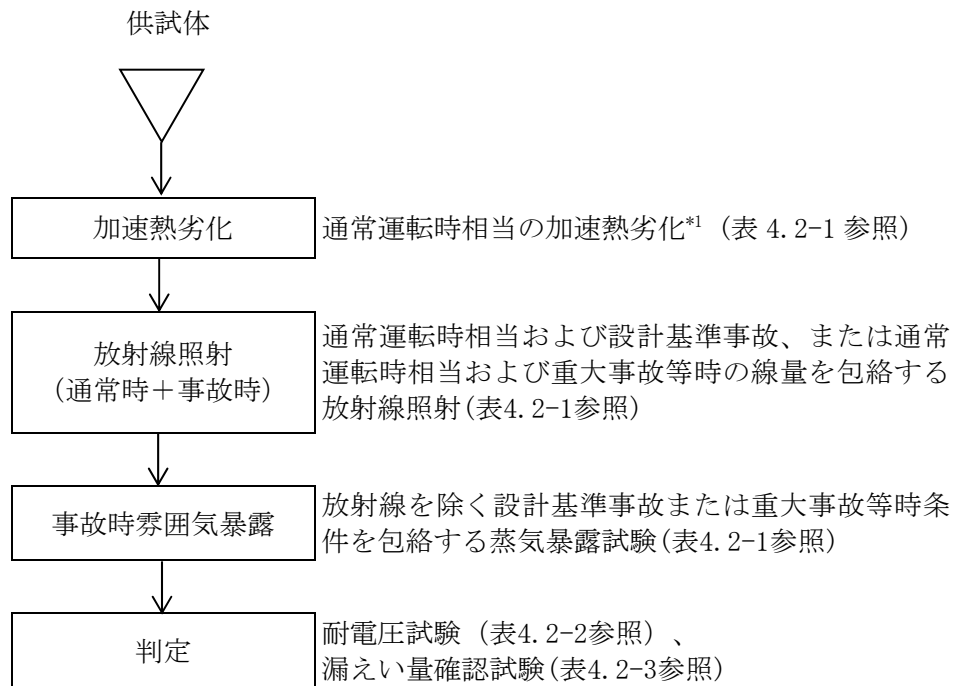 供試体
加速熱劣化
通常運転時相当の加速熱劣化*1 (表 4.2-1 参照)
放射線照射
(通常時+事故時)
通常運転時相当および設計基準事故、または通常
運転時相当および重大事故等時の線量を包絡する
放射線照射(表4.2-1参照)
事故時雰囲気暴露
放射線を除く設計基準事故または重大事故等時条
件を包絡する蒸気暴露試験(表4.2-1参照)
判定
耐電圧試験(表4.2-2参照)、
漏えい量確認試験(表4.2-3参照)